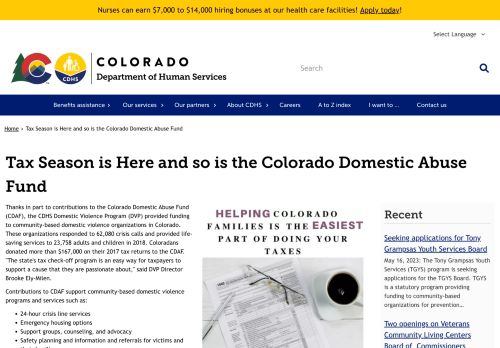 Nurses can earn $7,000 to $14,000 hiring bonuses at our health care facilities! Apply today!
Select Language
COLORADO
Department of Human Services
CDHS
Search
Benefits assistance
Our services
Our partners
About CDHS
Careers
A to Z index
I want to ...
Contact us
Home › Tax Season is Here and so is the Colorado Domestic Abuse Fund
Tax Season is Here and so is the Colorado Domestic Abuse
Fund
Thanks in part to contributions to the Colorado Domestic Abuse Fund
(CDAF), the CDHS Domestic Violence Program (DVP) provided funding
to community-based domestic violence organizations in Colorado.
These organizations responded to 62,080 crisis calls and provided life-
saving services to 23,758 adults and children in 2018. Coloradans
donated more than $167,000 on their 2017 tax returns to the CDAF.
"The state's tax check-off program is an easy way for taxpayers to
support a cause that they are passionate about," said DVP Director
Brooke Ely-Milen.
Contributions to CDAF support community-based domestic violence
programs and services such as:
• 24-hour crisis line services
• Emergency housing options
• Support groups, counseling, and advocacy
• Safety planning and information and referrals for victims and
HELPING COLORADO
FAMILIES IS THE EASIEST
PART OF DOING YOUR
TAXES
Recent
Seeking applications for Tony
Grampsas Youth Services Board
May 16, 2023: The Tony Grampsas Youth
Services (TGYS) program is seeking
applications for the TGYS Board. TGYS
is a statutory program providing
funding to community-based
organizations for prevention...
Two openings on Veterans
Community Living Centers
Board of Commissioners